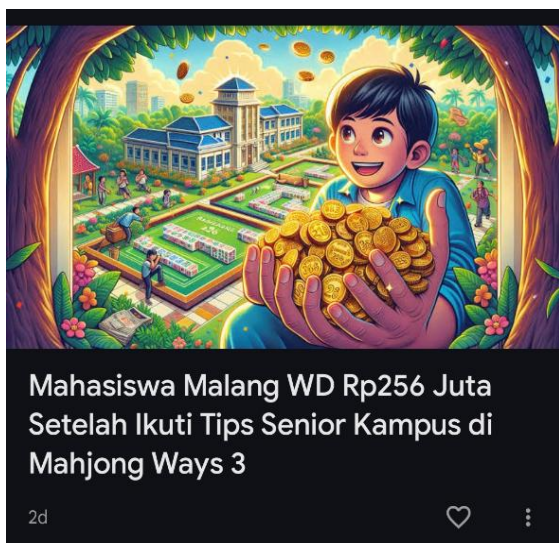 Mahasiswa Malang WD Rp256 Juta
Setelah Ikuti Tips Senior Kampus di
Mahjong Ways 3
2d